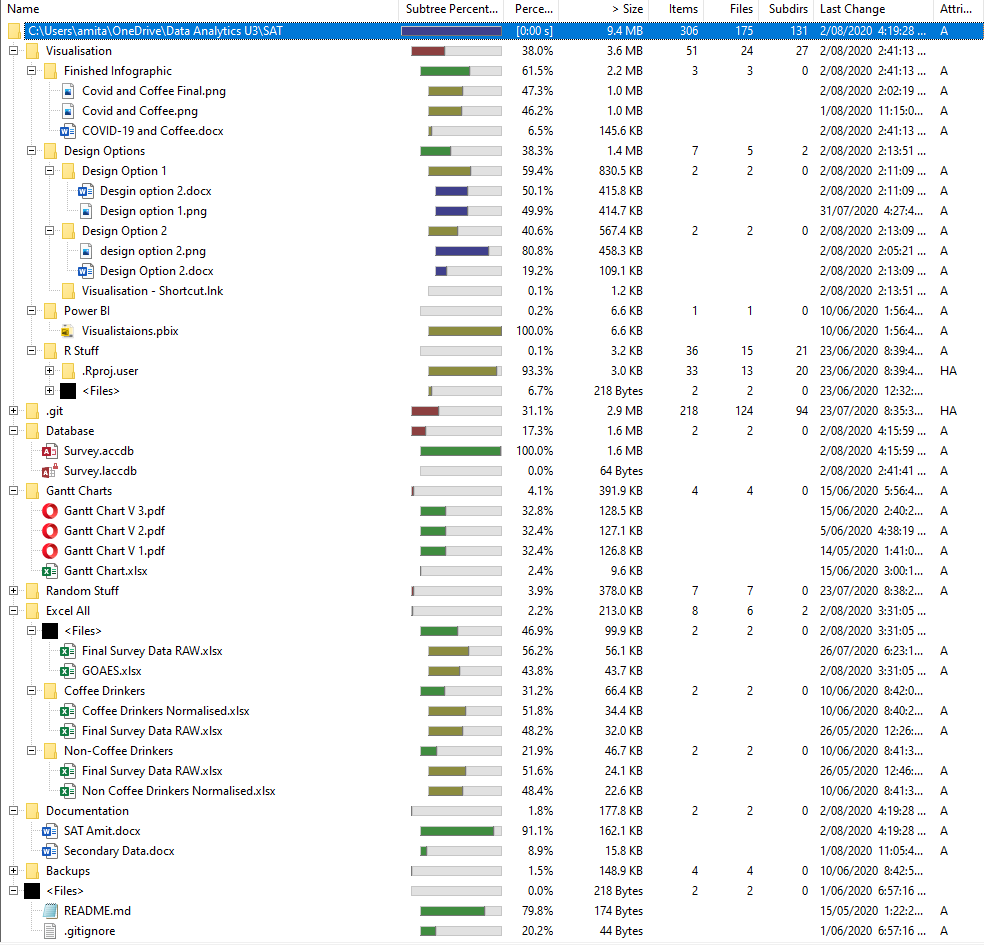 Name Subtree Percent... Perce... > Size Items Files Subdirs Last Change Attri...
C:\Users\amita\OneDrive\Data Analytics U3\SAT [0:00 s] 9.4 MB 306 175 131 2/08/2020 4:19:28 ... A
Visualisation 38.0% 3.6 MB 51 24 27 2/08/2020 2:41:13 ...
Finished Infographic 61.5% 2.2 MB 3 3 0 2/08/2020 2:41:13 ... A
Covid and Coffee Final.png 47.3% 1.0 MB 2/08/2020 2:02:19 ... A
Covid and Coffee.png 46.2% 1.0 MB 1/08/2020 11:15:0... A
COVID-19 and Coffee.docx 6.5% 145.6 KB 2/08/2020 2:41:13 ... A
Design Options 38.3% 1.4 MB 7 5 2 2/08/2020 2:13:51 ...
Design Option 1 59.4% 830.5 KB 2 2 0 2/08/2020 2:11:09 ... A
Desgin option 2.docx 50.1% 415.8 KB 2/08/2020 2:11:09 ... A
Design option 1.png 49.9% 414.7 KB 31/07/2020 4:27:4... A
Design Option 2 40.6% 567.4 KB 2 2 0 2/08/2020 2:13:09 ... A
design option 2.png 80.8% 458.3 KB 2/08/2020 2:05:21 ... A
Design Option 2.docx 19.2% 109.1 KB 2/08/2020 2:13:09 ... A
Visualisation - Shortcut.lnk 0.1% 1.2 KB 2/08/2020 2:13:51 ... A
Power BI 0.2% 6.6 KB 1 1 0 10/06/2020 1:56:4... A
Visualistaions.pbix 100.0% 6.6 KB 10/06/2020 1:56:4... A
R Stuff 0.1% 3.2 KB 36 15 21 23/06/2020 8:39:4... A
.Rproj.user 93.3% 3.0 KB 33 13 20 23/06/2020 8:39:4... HA
<Files> 6.7% 218 Bytes 2 2 0 23/06/2020 12:32:... A
.git 31.1% 2.9 MB 218 124 94 23/07/2020 8:35:3... HA
Database 17.3% 1.6 MB 2 2 0 2/08/2020 4:15:59 ... A
Survey.accdb 100.0% 1.6 MB 2/08/2020 4:15:59 ... A
Survey.laccdb 0.0% 64 Bytes 2/08/2020 2:41:41 ... A
Gantt Charts 4.1% 391.9 KB 4 4 0 15/06/2020 5:56:4... A
Gantt Chart V 3.pdf 32.8% 128.5 KB 15/06/2020 2:40:2... A
Gantt Chart V 2.pdf 32.4% 127.1 KB 5/06/2020 4:38:19 ... A
Gantt Chart V 1.pdf 32.4% 126.8 KB 14/05/2020 1:41:0... A
Gantt Chart.xlsx 2.4% 9.6 KB 15/06/2020 3:00:1... A
Random Stuff 3.9% 378.0 KB 7 7 0 23/07/2020 8:38:2... A
Excel All 2.2% 213.0 KB 8 6 2 2/08/2020 3:31:05 ...
<Files> 46.9% 99.9 KB 2 2 0 2/08/2020 3:31:05 ...
Final Survey Data RAW.xlsx 56.2% 56.1 KB 26/07/2020 6:23:1... A
GOAES.xlsx 43.8% 43.7 KB 2/08/2020 3:31:05 ... A
Coffee Drinkers 31.2% 66.4 KB 2 2 0 10/06/2020 8:42:0...
Coffee Drinkers Normalised.xlsx 51.8% 34.4 KB 10/06/2020 8:40:2... A
Final Survey Data RAW.xlsx 48.2% 32.0 KB 26/05/2020 12:26:... A
Non-Coffee Drinkers 21.9% 46.7 KB 2 2 0 10/06/2020 8:41:3...
Final Survey Data RAW.xlsx 51.6% 24.1 KB 26/05/2020 12:46:... A
Non Coffee Drinkers Normalised.xlsx 48.4% 22.6 KB 10/06/2020 8:41:3... A
Documentation 1.8% 177.8 KB 2 2 0 2/08/2020 4:19:28 ... A
SAT Amit.docx 91.1% 162.1 KB 2/08/2020 4:19:28 ... A
Secondary Data.docx 8.9% 15.8 KB 1/08/2020 11:05:4... A
Backups 1.5% 148.9 KB 4 4 0 10/06/2020 8:42:5...
<Files> 0.0% 218 Bytes 2 2 0 1/06/2020 6:57:16 ...
README.md 79.8% 174 Bytes 15/05/2020 1:22:2... A
.gitignore 20.2% 44 Bytes 1/06/2020 6:57:16 ... A